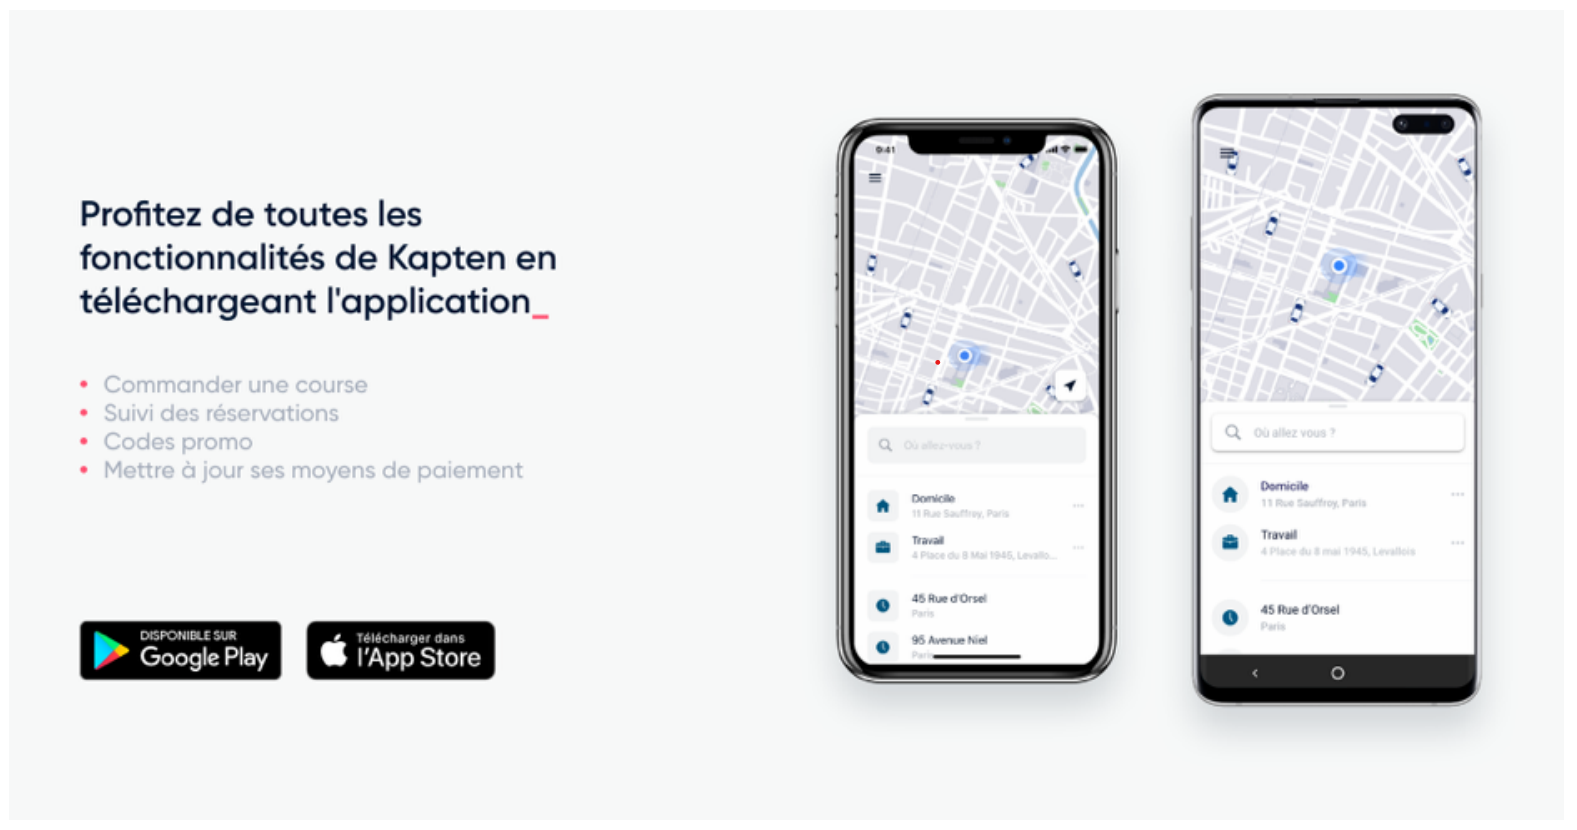 Profitez de toutes les
fonctionnalités de Kapten en
téléchargeant l'application_
Commander une course
Suivi des réservations
Codes promo
Mettre à jour ses moyens de paiement
DISPONIBLE SUR
Google Play
Télécharger dans
l'App Store
9:41
Où allez-vous ?
Domicile
11 Rue Sauffroy, Paris
Travail
4 Place du 8 Mai 1945, Levallo...
45 Rue d'Orsel
Paris
95 Avenue Niel
Paris
Où allez vous ?
Domicile
11 Rue Sauffroy, Paris
Travail
4 Place du 8 mai 1945, Levallois
45 Rue d'Orsel
Paris